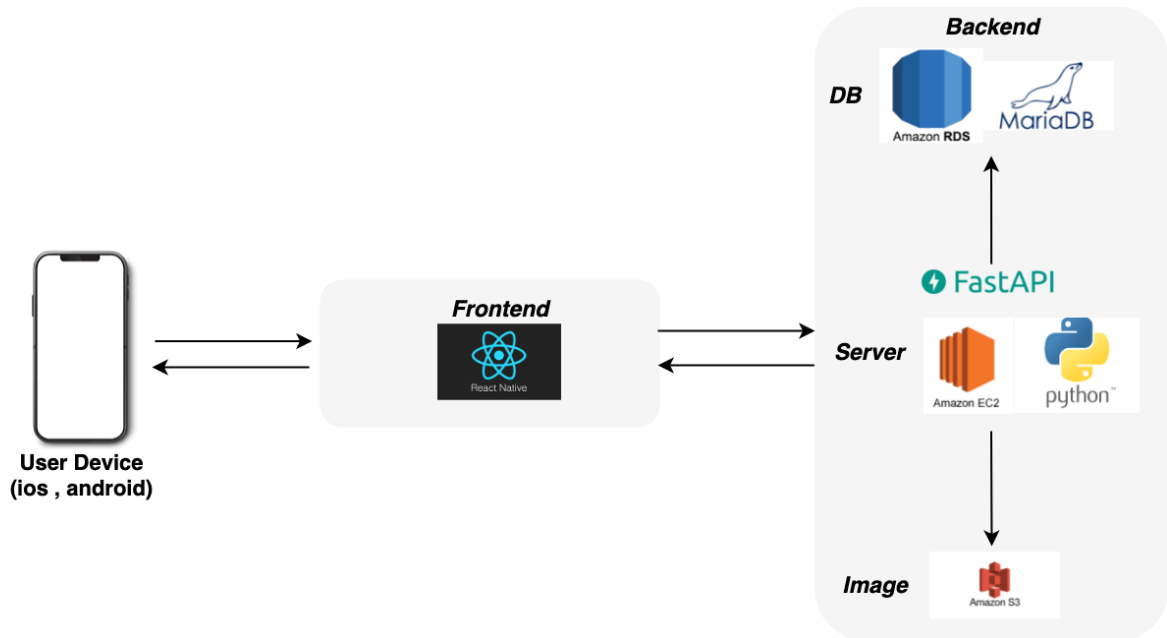 Backend
DB
Amazon RDS
MariaDB
FastAPI
Frontend
React Native
Server
Amazon EC2
python™
User Device
(ios , android)
Image
Amazon S3